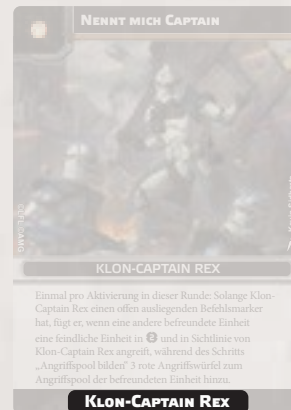 Nennt mich Captain
KLON-CAPTAIN REX
Einmal pro Aktivierung in dieser Runde: Solange Klon-
Captain Rex einen offen ausliegenden Befehlsmarker
hat, fügt er, wenn eine andere befreundete Einheit
eine feindliche Einheit in und in Sichtlinie von
Klon-Captain Rex angreift, während des Schritts
„Angriffspool bilden“ 3 rote Angriffswürfel zum
Angriffspool der befreundeten Einheit hinzu.
Klon-Captain Rex